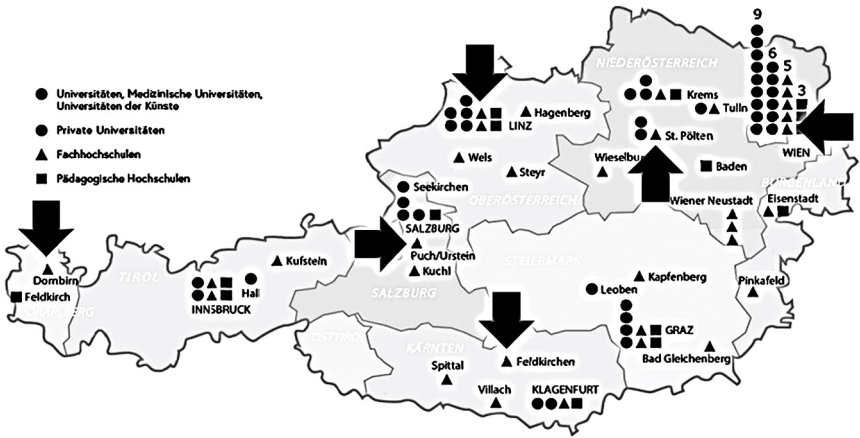 Universitäten, Medizinische Universitäten,
Universitäten der Künste
Private Universitäten
Fachhochschulen
Pädagogische Hochschulen
9
6
5
3
NIEDERÖSTERREICH
Krems
Tulln
Hagenberg
LINZ
St. Pölten
WIEN
Wels
Steyr
Wieselbu
Baden
BURGENLAND
Seekirchen
OBERÖSTERREICH
Wiener Neustadt
Eisenstadt
SALZBURG
Puch/Urstein
Kuchl
STEIERMARK
Kufstein
Dornbirn
TIROL
Feldkirch
Hall
INNSBRUCK
SALZBURG
Kapfenberg
Pinkafeld
Leoben
GRAZ
OSTTIROL
KÄRNTEN
Feldkirchen
Bad Gleichenberg
Spittal
Villach
KLAGENFURT